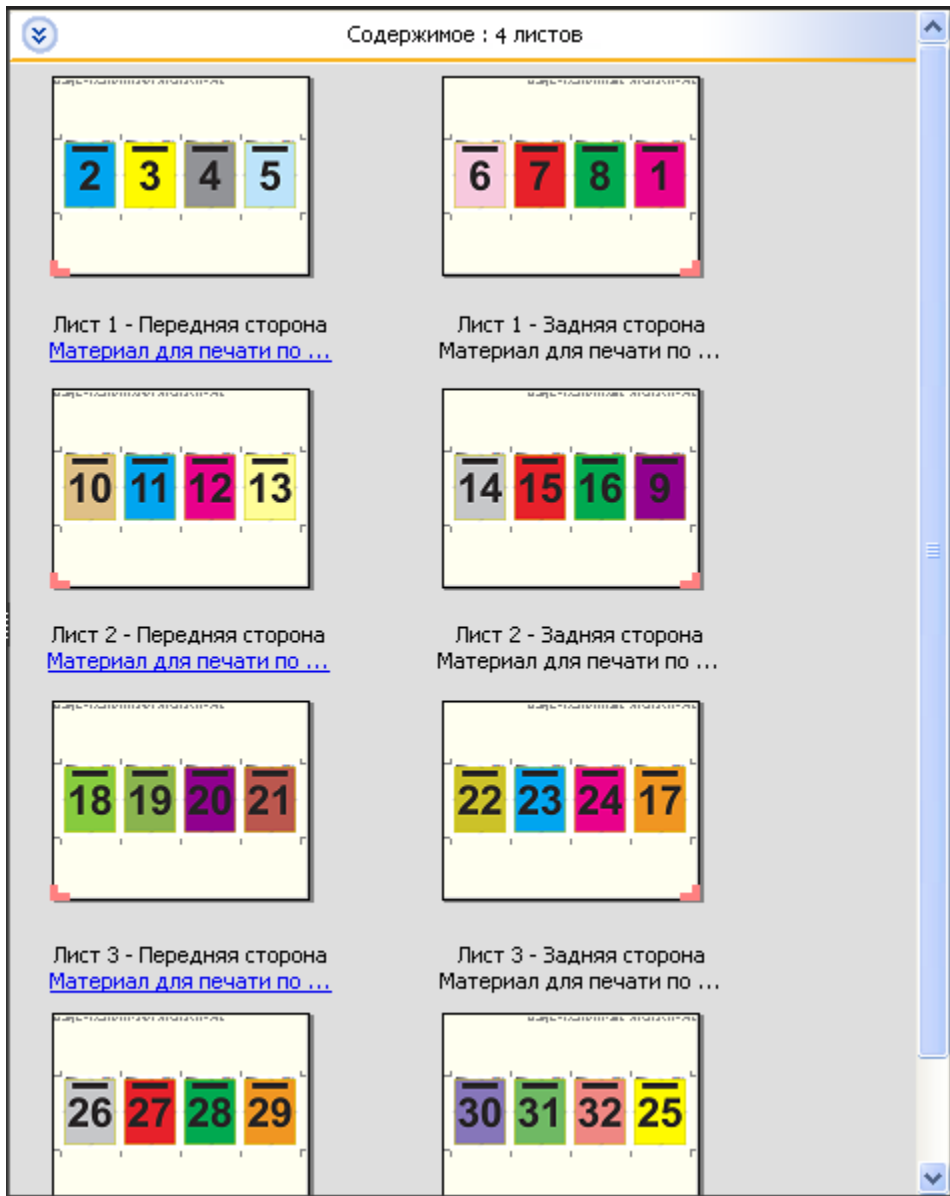 Содержимое : 4 листов
2 3 4 5
6 7 8 1
Лист 1 - Передняя сторона
Материал для печати по ...
Лист 1 - Задняя сторона
Материал для печати по ...
10 11 12 13
14 15 16 9
Лист 2 - Передняя сторона
Материал для печати по ...
Лист 2 - Задняя сторона
Материал для печати по ...
18 19 20 21
22 23 24 17
Лист 3 - Передняя сторона
Материал для печати по ...
Лист 3 - Задняя сторона
Материал для печати по ...
26 27 28 29
30 31 32 25